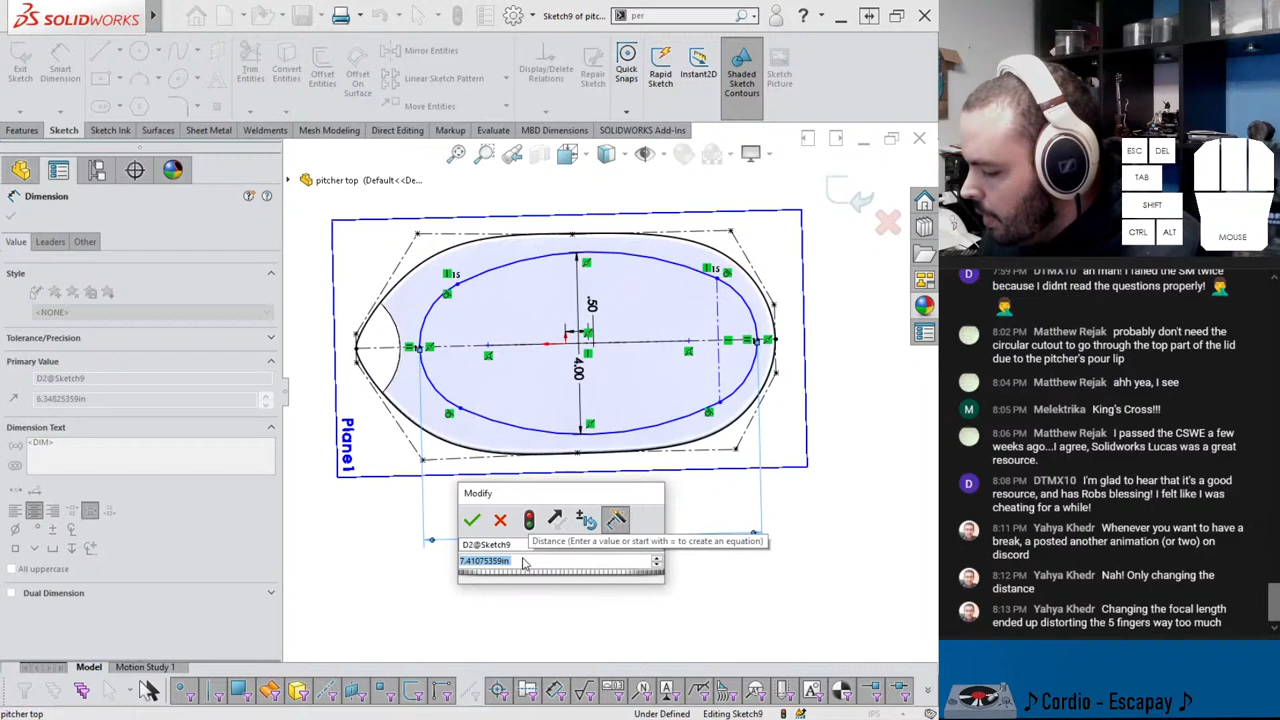 SOLIDWORKS
Sketch9 of pitc...
per
Exit Sketch
Smart Dimension
Trim Entities
Convert Entities
Offset Entities
Offset On Surface
Mirror Entities
Linear Sketch Pattern
Move Entities
Display/Delete Relations
Repair Sketch
Quick Snaps
Rapid Sketch
Instant2D
Shaded Sketch Contours
Sketch Picture
Features
Sketch
Sketch Ink
Surfaces
Sheet Metal
Weldments
Mesh Modeling
Direct Editing
Markup
Evaluate
MBD Dimensions
SOLIDWORKS Add-Ins
pitcher top (Default<<De...
Dimension
Value
Leaders
Other
Style
<NONE>
Tolerance/Precision
Primary Value
D2@Sketch9
6.34825359in
Dimension Text
<DIM>
All uppercase
Dual Dimension
15
15
.50
4.00
Plane1
Modify
D2@Sketch9
Distance (Enter a value or start with = to create an equation)
7.41075359in
Model
Motion Study 1
pitcher top
Under Defined
Editing Sketch9
IPS
ESC
DEL
TAB
SHIFT
CTRL
ALT
MOUSE
D 7:59 PM DTMX10 an man! I failed the SM twice
because I didnt read the questions properly!
8:02 PM Matthew Rejak probably don't need the
circular cutout to go through the top part of the lid
due to the pitcher's pour lip
8:04 PM Matthew Rejak ahh yea, I see
M 8:05 PM Melektrika King's Cross!!!
8:06 PM Matthew Rejak I passed the CSWE a few
weeks ago...I agree, Solidworks Lucas was a great
resource.
D 8:08 PM DTMX10 I'm glad to hear that it's a good
resource, and has Robs blessing! I felt like I was
cheating for a while!
8:11 PM Yahya Khedr Whenever you want to have a
break, a posted another animation (or two) on
discord
8:12 PM Yahya Khedr Nah! Only changing the
distance
8:13 PM Yahya Khedr Changing the focal length
ended up distorting the 5 fingers way too much
♪ Cordio - Escapay ♪